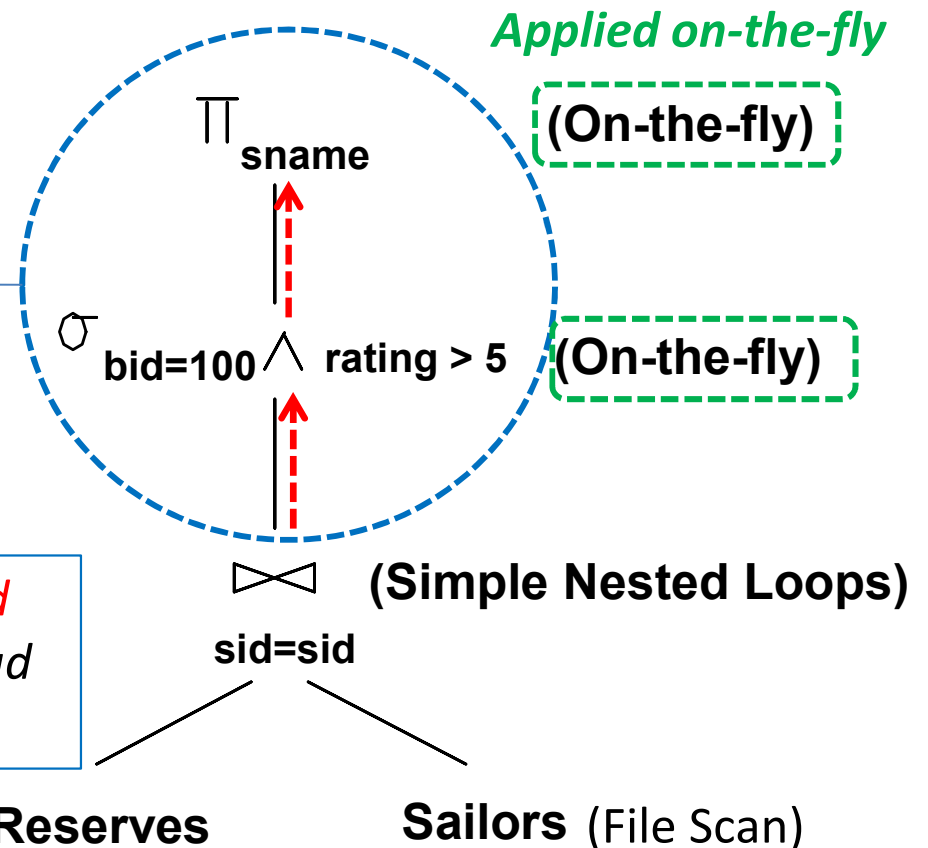 Applied on-the-fly
∏ sname (On-the-fly)
σ bid=100 ∧ rating > 5 (On-the-fly)
⋈ (Simple Nested Loops)
sid=sid
Reserves Sailors (File Scan)